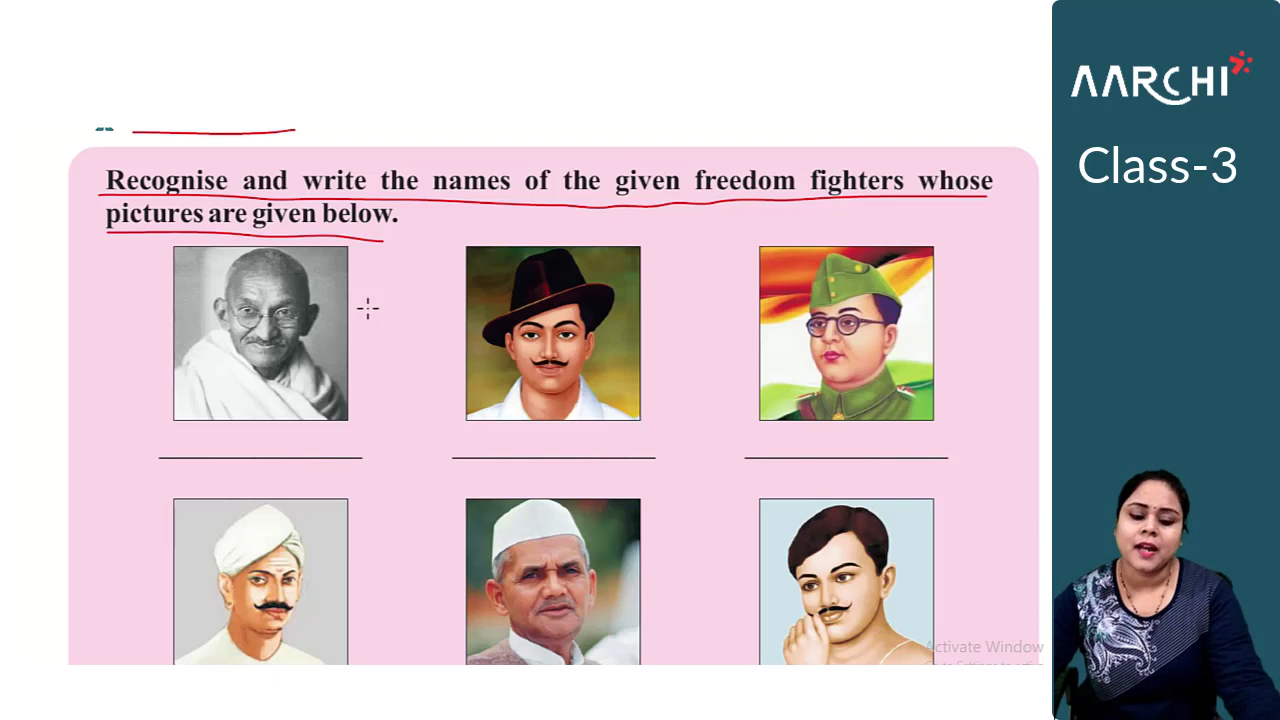 AARCHI
Class-3
Recognise and write the names of the given freedom fighters whose
pictures are given below.
Activate Window